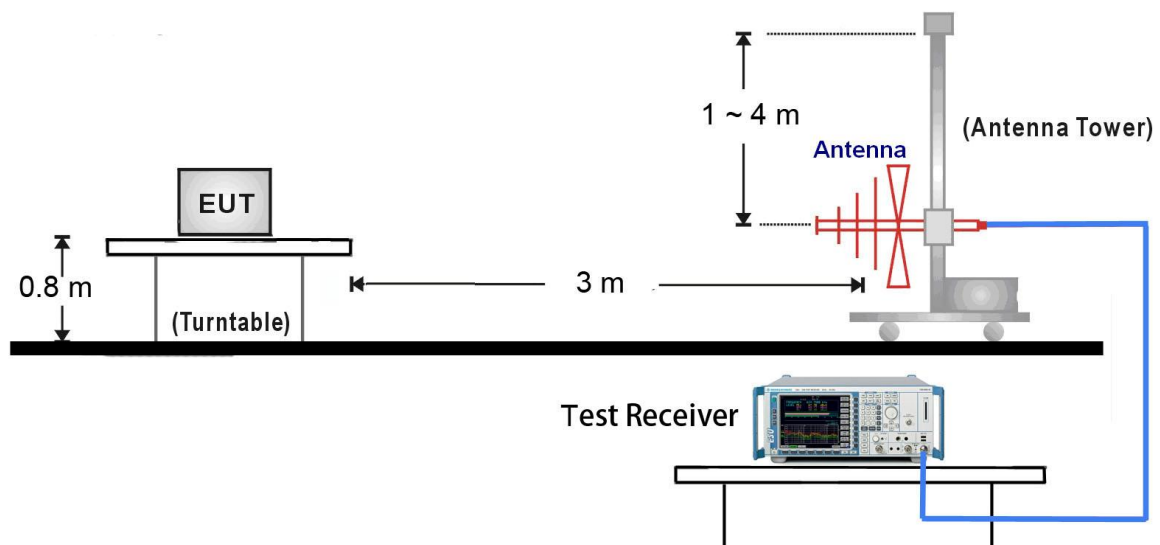 1 ~ 4 m
(Antenna Tower)
Antenna
EUT
0.8 m
3 m
(Turntable)
Test Receiver